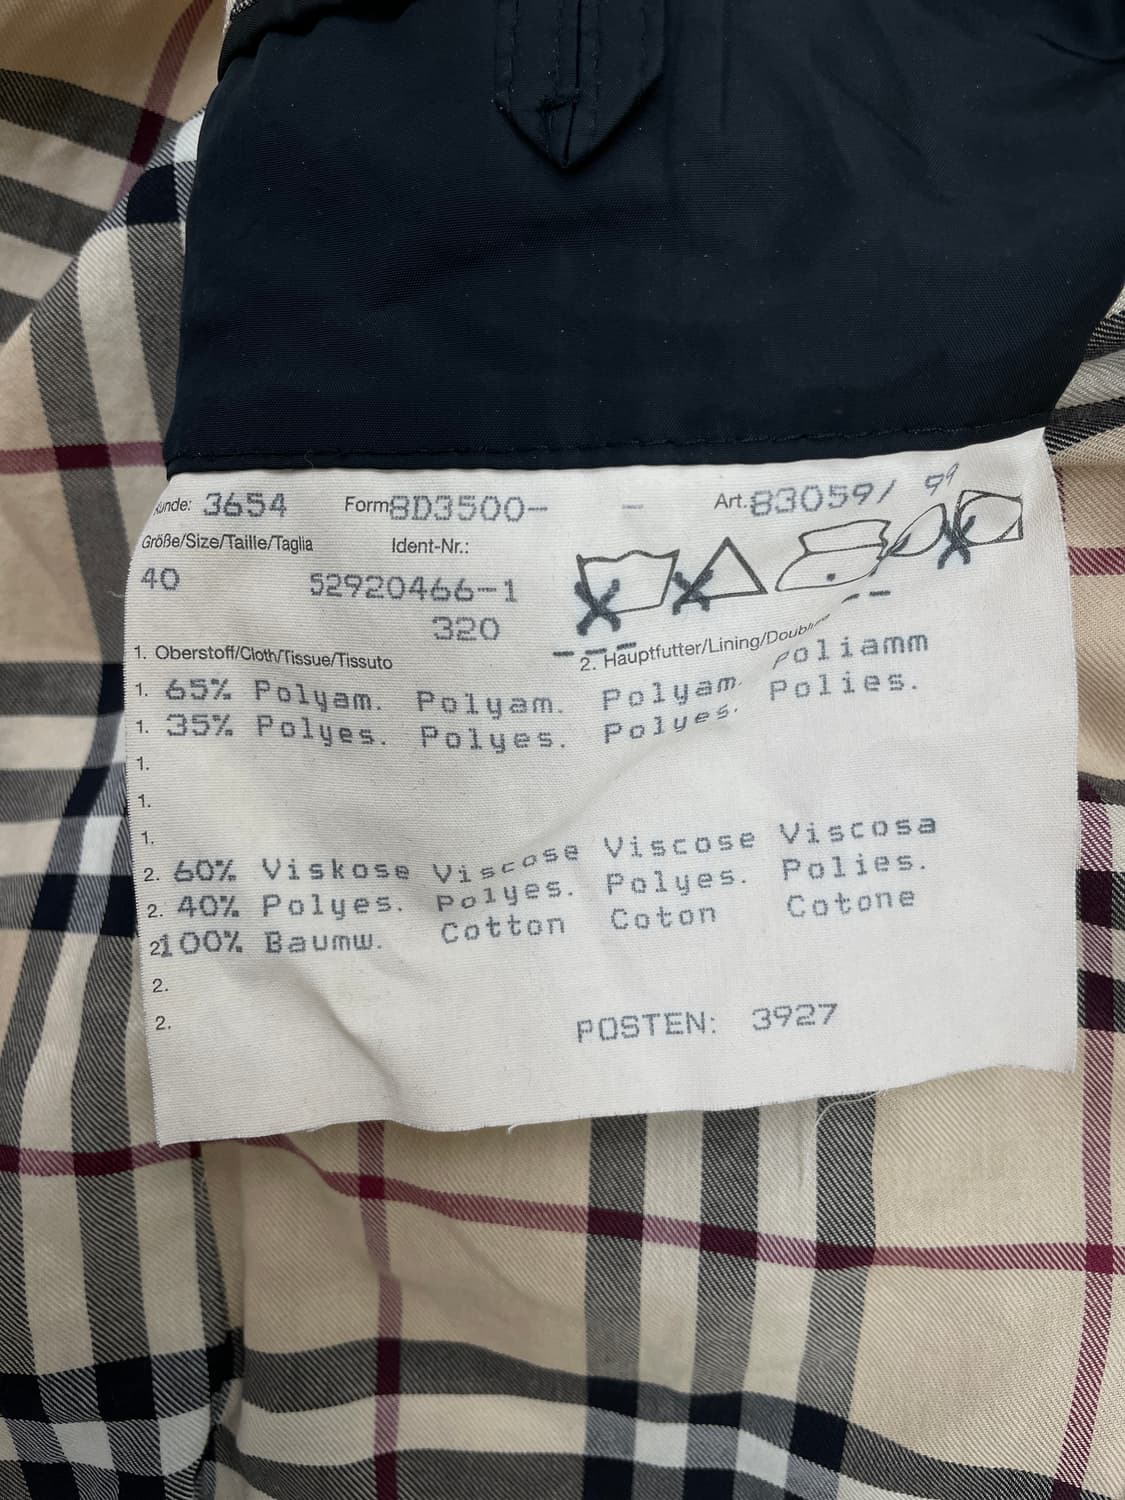 Kunde: 3654 Form 8D3500- - Art. 83059/ 99
Größe/Size/Taille/Taglia Ident-Nr.:
40 52920466-1
320
1. Oberstoff/Cloth/Tissue/Tissuto 2. Hauptfutter/Lining/Doublure
1. 65% Polyam. Polyam. Polyam. Poliamm
1. 35% Polyes. Polyes. Polyes. Polies.
1.
1.
1.
2. 60% Viskose Viscose Viscose Viscosa
2. 40% Polyes. Polyes. Polyes. Polies.
2. 100% Baumw. Cotton Coton Cotone
2.
2.
POSTEN: 3927